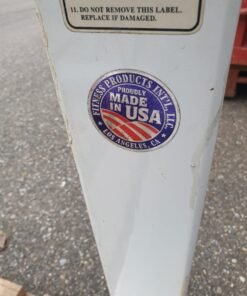 11. DO NOT REMOVE THIS LABEL.
REPLACE IF DAMAGED.
FITNESS PRODUCTS INT'L, LLC.
PROUDLY
MADE
IN USA
LOS ANGELES, CA